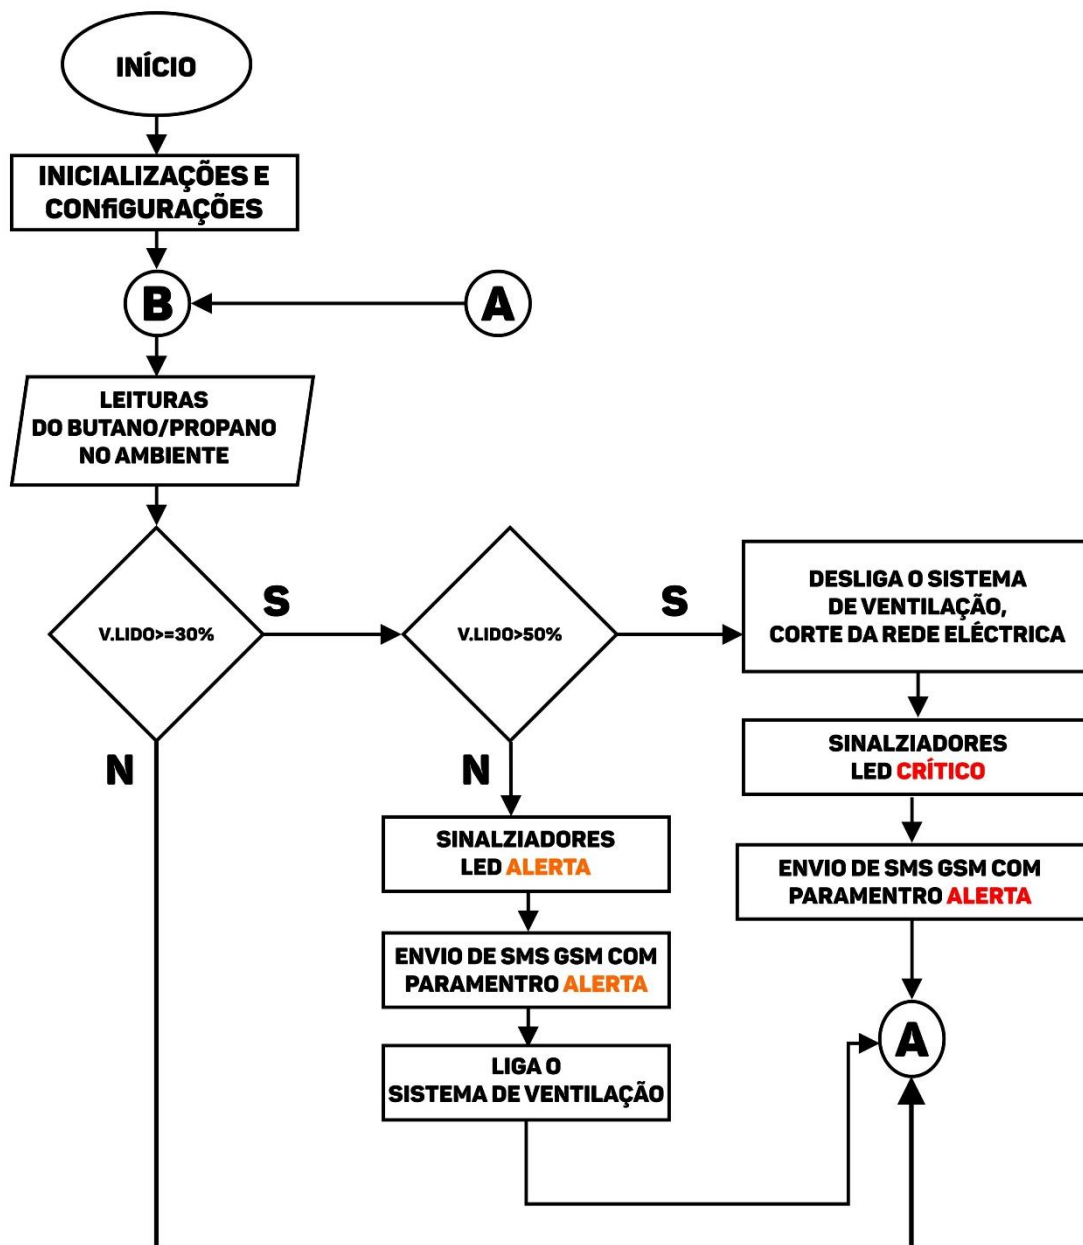 INÍCIO
INICIALIZAÇÕES E
CONfiGURAÇÕES
B
A
LEITURAS
DO BUTANO/PROPANO
NO AMBIENTE
V.LIDO>=30%
S
V.LIDO>50%
S
DESLIGA O SISTEMA
DE VENTILAÇÃO,
CORTE DA REDE ELÉCTRICA
N
N
SINALZIADORES
LED CRÍTICO
SINALZIADORES
LED ALERTA
ENVIO DE SMS GSM COM
PARAMENTRO ALERTA
ENVIO DE SMS GSM COM
PARAMENTRO ALERTA
LIGA O
SISTEMA DE VENTILAÇÃO
A